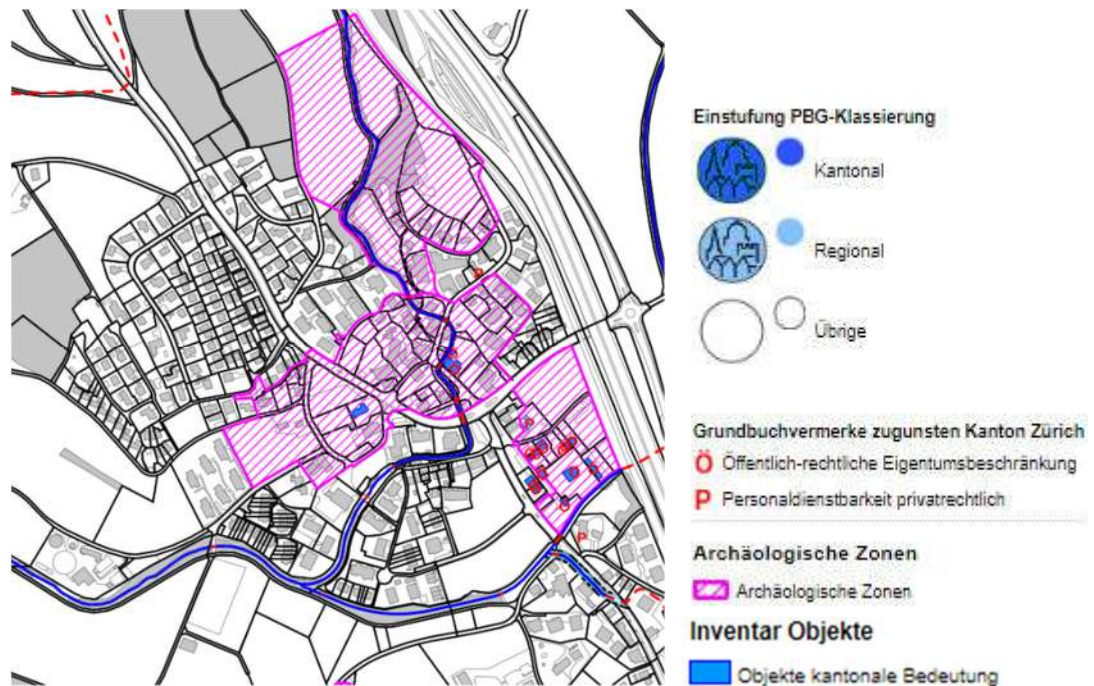 Einstufung PBG-Klassierung
Kantonal
Regional
Übrige
Grundbuchvermerke zugunsten Kanton Zürich
Ö Öffentlich-rechtliche Eigentumsbeschränkung
P Personaldienstbarkeit privatrechtlich
Archäologische Zonen
Archäologische Zonen
Inventar Objekte
Objekte kantonale Bedeutung
P
P
P